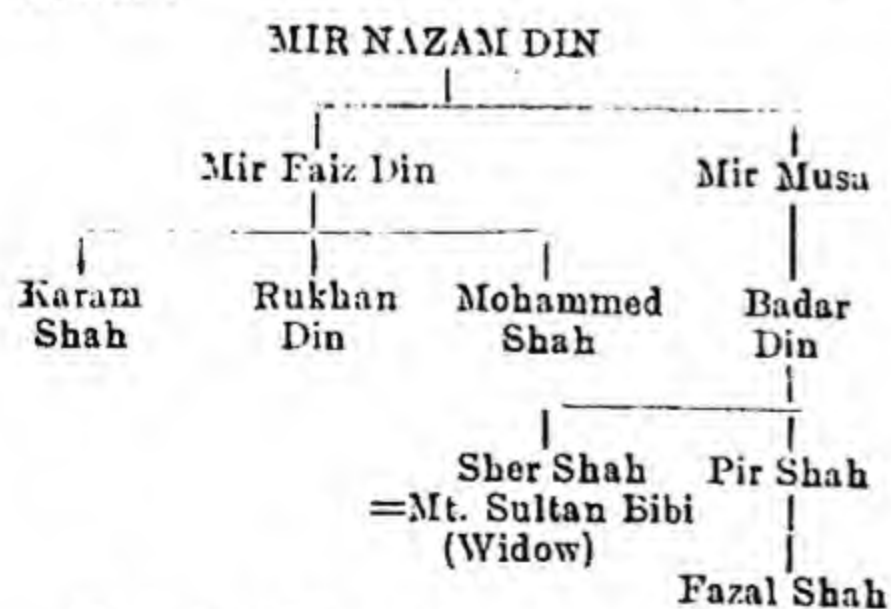 MIR NAZAM DIN
Mir Faiz Din Mir Musa
Karam Rukhan Mohammed Badar
Shah Din Shah Din
Sher Shah Pir Shah
=Mt. Sultan Bibi
(Widow)
Fazal Shah